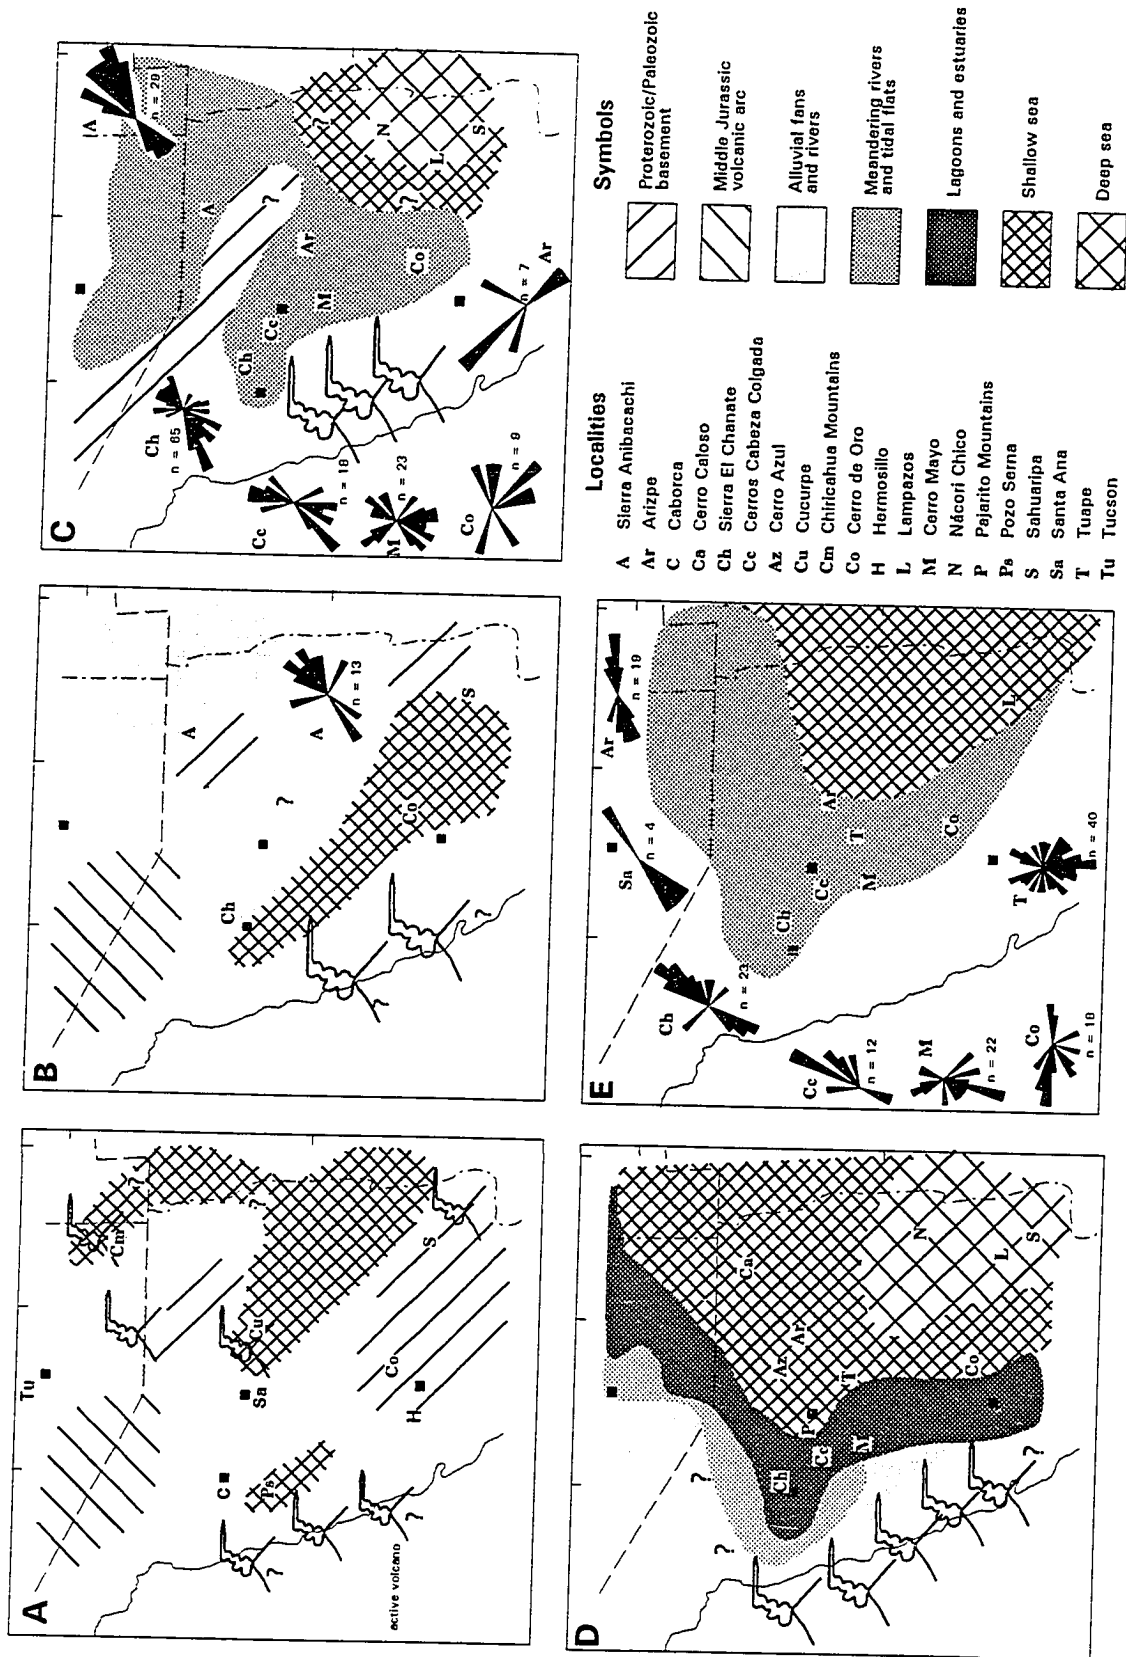 A
Tu
Cm
?
?
Cu
Sa
C
Ps
H
Co
S
?
?
?
active volcano
B
A
A
n = 13
?
Ch
Co
S
?
?
C
A
n = 29
A
?
?
N
L
S
?
Ar
Co
M
Cc
Ch
Ch
n = 65
Cc
n = 18
M
n = 23
Co
n = 9
Ar
n = 7
D
?
?
Ca
Az
Ar
P
T
Cc
Ch
M
Co
N
L
S
E
Ar
n = 19
Sa
n = 4
Ch
n = 23
Cc
n = 12
M
n = 22
Co
n = 18
T
n = 40
Ch
Cc
M
T
Ar
Co
L
Localities
A Sierra Anibacachi
Ar Arizpe
C Caborca
Ca Cerro Caloso
Ch Sierra El Chanate
Cc Cerros Cabeza Colgada
Az Cerro Azul
Cu Cucurpe
Cm Chiricahua Mountains
Co Cerro de Oro
H Hermosillo
L Lampazos
M Cerro Mayo
N Nácori Chico
P Pajarito Mountains
Ps Pozo Serna
S Sahuaripa
Sa Santa Ana
T Tuape
Tu Tucson
Symbols
Proterozoic/Paleozoic
basement
Middle Jurassic
volcanic arc
Alluvial fans
and rivers
Meandering rivers
and tidal flats
Lagoons and estuaries
Shallow sea
Deep sea